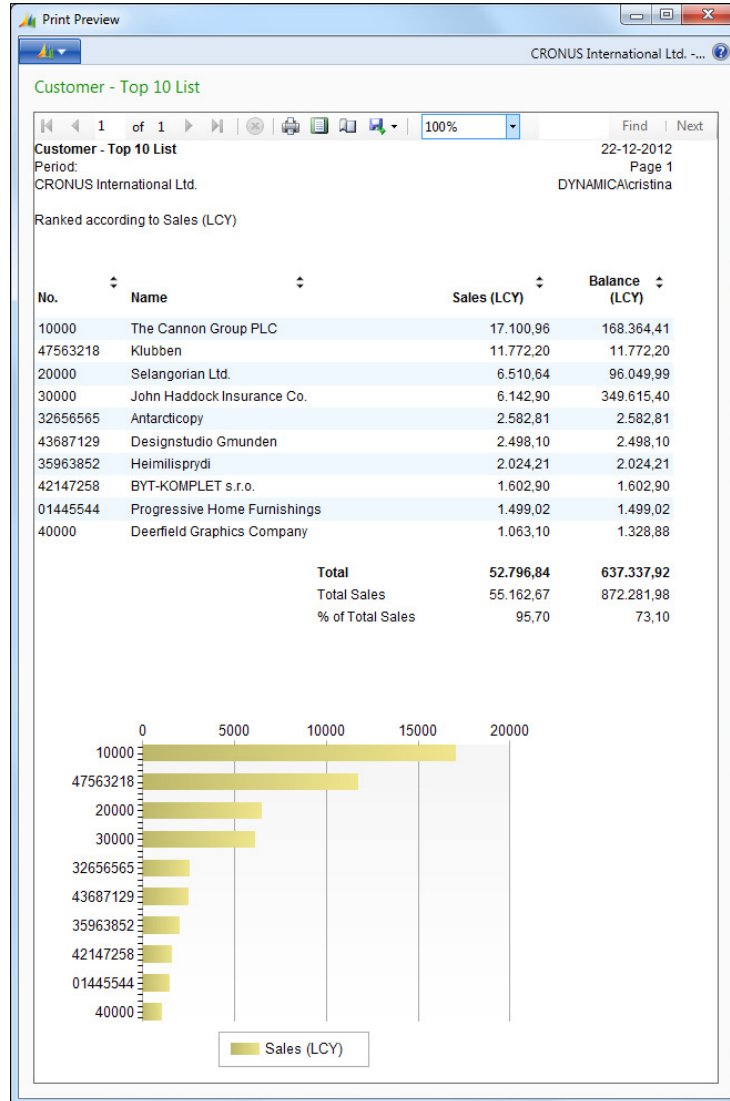 Print Preview
CRONUS International Ltd. -...
Customer - Top 10 List
1 of 1 100% Find | Next
Customer - Top 10 List 22-12-2012
Period: Page 1
CRONUS International Ltd. DYNAMICA\cristina
Ranked according to Sales (LCY)
No. Name Sales (LCY) Balance (LCY)
10000 The Cannon Group PLC 17.100,96 168.364,41
47563218 Klubben 11.772,20 11.772,20
20000 Selangorian Ltd. 6.510,64 96.049,99
30000 John Haddock Insurance Co. 6.142,90 349.615,40
32656565 Antarcticopy 2.582,81 2.582,81
43687129 Designstudio Gmunden 2.498,10 2.498,10
35963852 Heimilisprydi 2.024,21 2.024,21
42147258 BYT-KOMPLET s.r.o. 1.602,90 1.602,90
01445544 Progressive Home Furnishings 1.499,02 1.499,02
40000 Deerfield Graphics Company 1.063,10 1.328,88
Total 52.796,84 637.337,92
Total Sales 55.162,67 872.281,98
% of Total Sales 95,70 73,10
0 5000 10000 15000 20000
10000
47563218
20000
30000
32656565
43687129
35963852
42147258
01445544
40000
Sales (LCY)